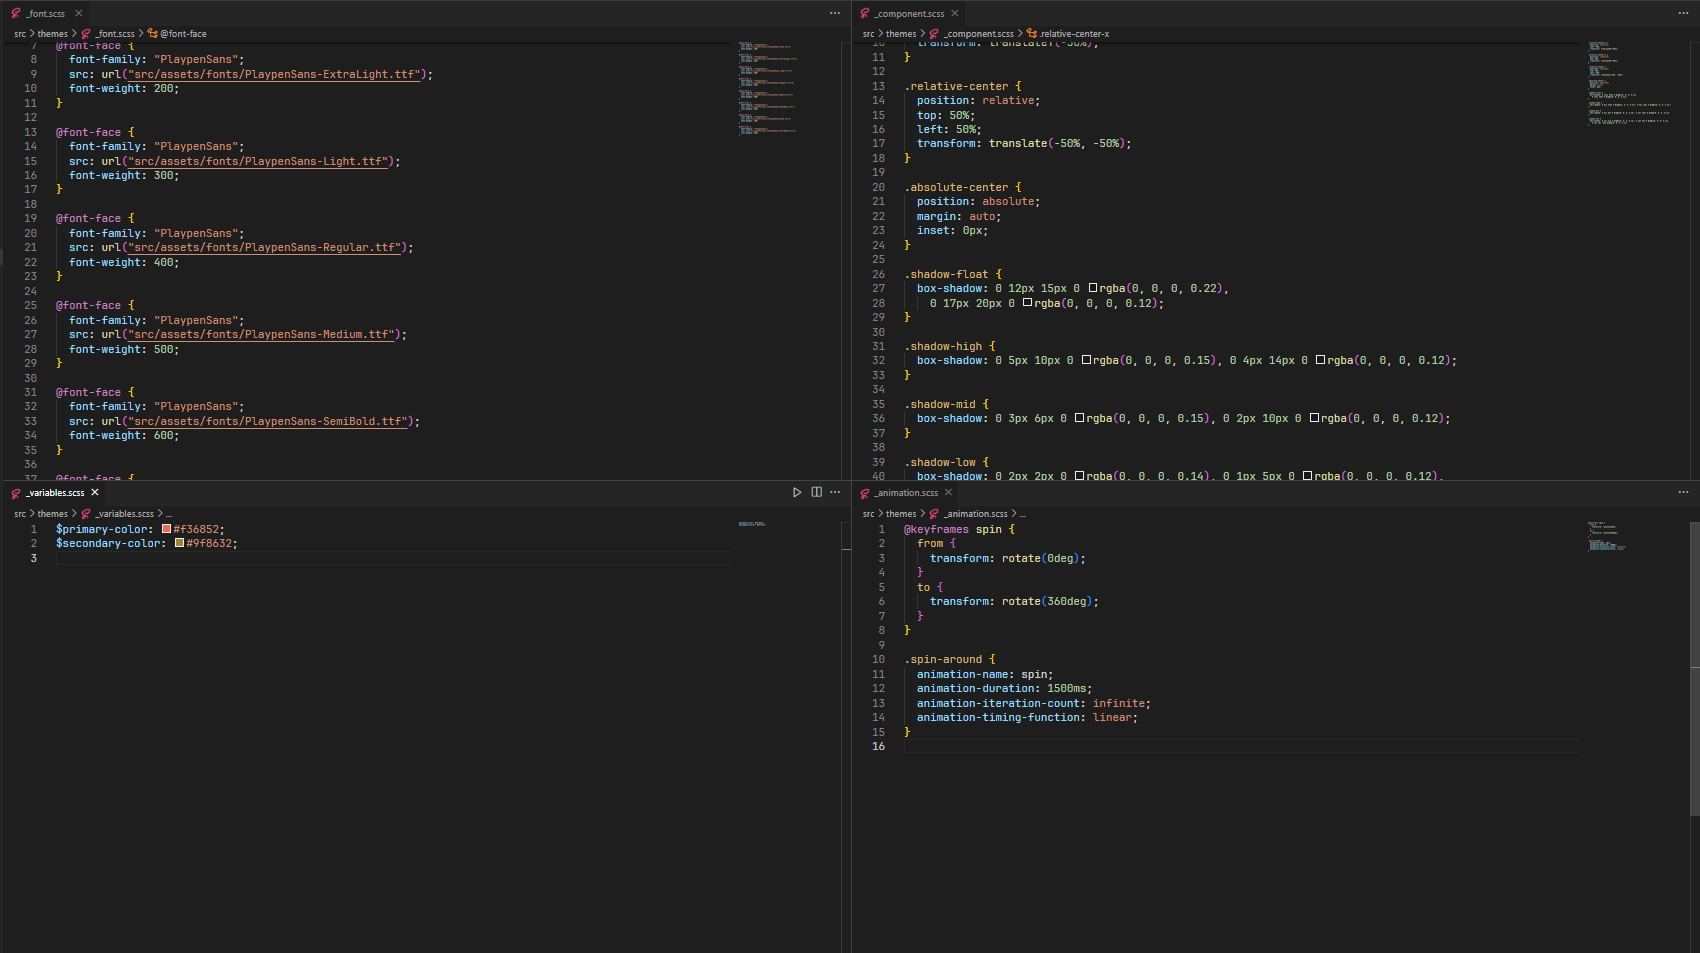 _font.scss
src > themes > _font.scss > @font-face
7 @font-face {
8 font-family: "PlaypenSans";
9 src: url("src/assets/fonts/PlaypenSans-ExtraLight.ttf");
10 font-weight: 200;
11 }
12
13 @font-face {
14 font-family: "PlaypenSans";
15 src: url("src/assets/fonts/PlaypenSans-Light.ttf");
16 font-weight: 300;
17 }
18
19 @font-face {
20 font-family: "PlaypenSans";
21 src: url("src/assets/fonts/PlaypenSans-Regular.ttf");
22 font-weight: 400;
23 }
24
25 @font-face {
26 font-family: "PlaypenSans";
27 src: url("src/assets/fonts/PlaypenSans-Medium.ttf");
28 font-weight: 500;
29 }
30
31 @font-face {
32 font-family: "PlaypenSans";
33 src: url("src/assets/fonts/PlaypenSans-SemiBold.ttf");
34 font-weight: 600;
35 }
36
37 @font-face {
_component.scss
src > themes > _component.scss > .relative-center-x
10 transform: translateY(-50%);
11 }
12
13 .relative-center {
14 position: relative;
15 top: 50%;
16 left: 50%;
17 transform: translate(-50%, -50%);
18 }
19
20 .absolute-center {
21 position: absolute;
22 margin: auto;
23 inset: 0px;
24 }
25
26 .shadow-float {
27 box-shadow: 0 12px 15px 0 rgba(0, 0, 0, 0.22),
28 0 17px 20px 0 rgba(0, 0, 0, 0.12);
29 }
30
31 .shadow-high {
32 box-shadow: 0 5px 10px 0 rgba(0, 0, 0, 0.15), 0 4px 14px 0 rgba(0, 0, 0, 0.12);
33 }
34
35 .shadow-mid {
36 box-shadow: 0 3px 6px 0 rgba(0, 0, 0, 0.15), 0 2px 10px 0 rgba(0, 0, 0, 0.12);
37 }
38
39 .shadow-low {
40 box-shadow: 0 2px 2px 0 rgba(0, 0, 0, 0.14), 0 1px 5px 0 rgba(0, 0, 0, 0.12),
_variables.scss
src > themes > _variables.scss > ...
1 $primary-color: #f36852;
2 $secondary-color: #9f8632;
3
_animation.scss
src > themes > _animation.scss > ...
1 @keyframes spin {
2 from {
3 transform: rotate(0deg);
4 }
5 to {
6 transform: rotate(360deg);
7 }
8 }
9
10 .spin-around {
11 animation-name: spin;
12 animation-duration: 1500ms;
13 animation-iteration-count: infinite;
14 animation-timing-function: linear;
15 }
16